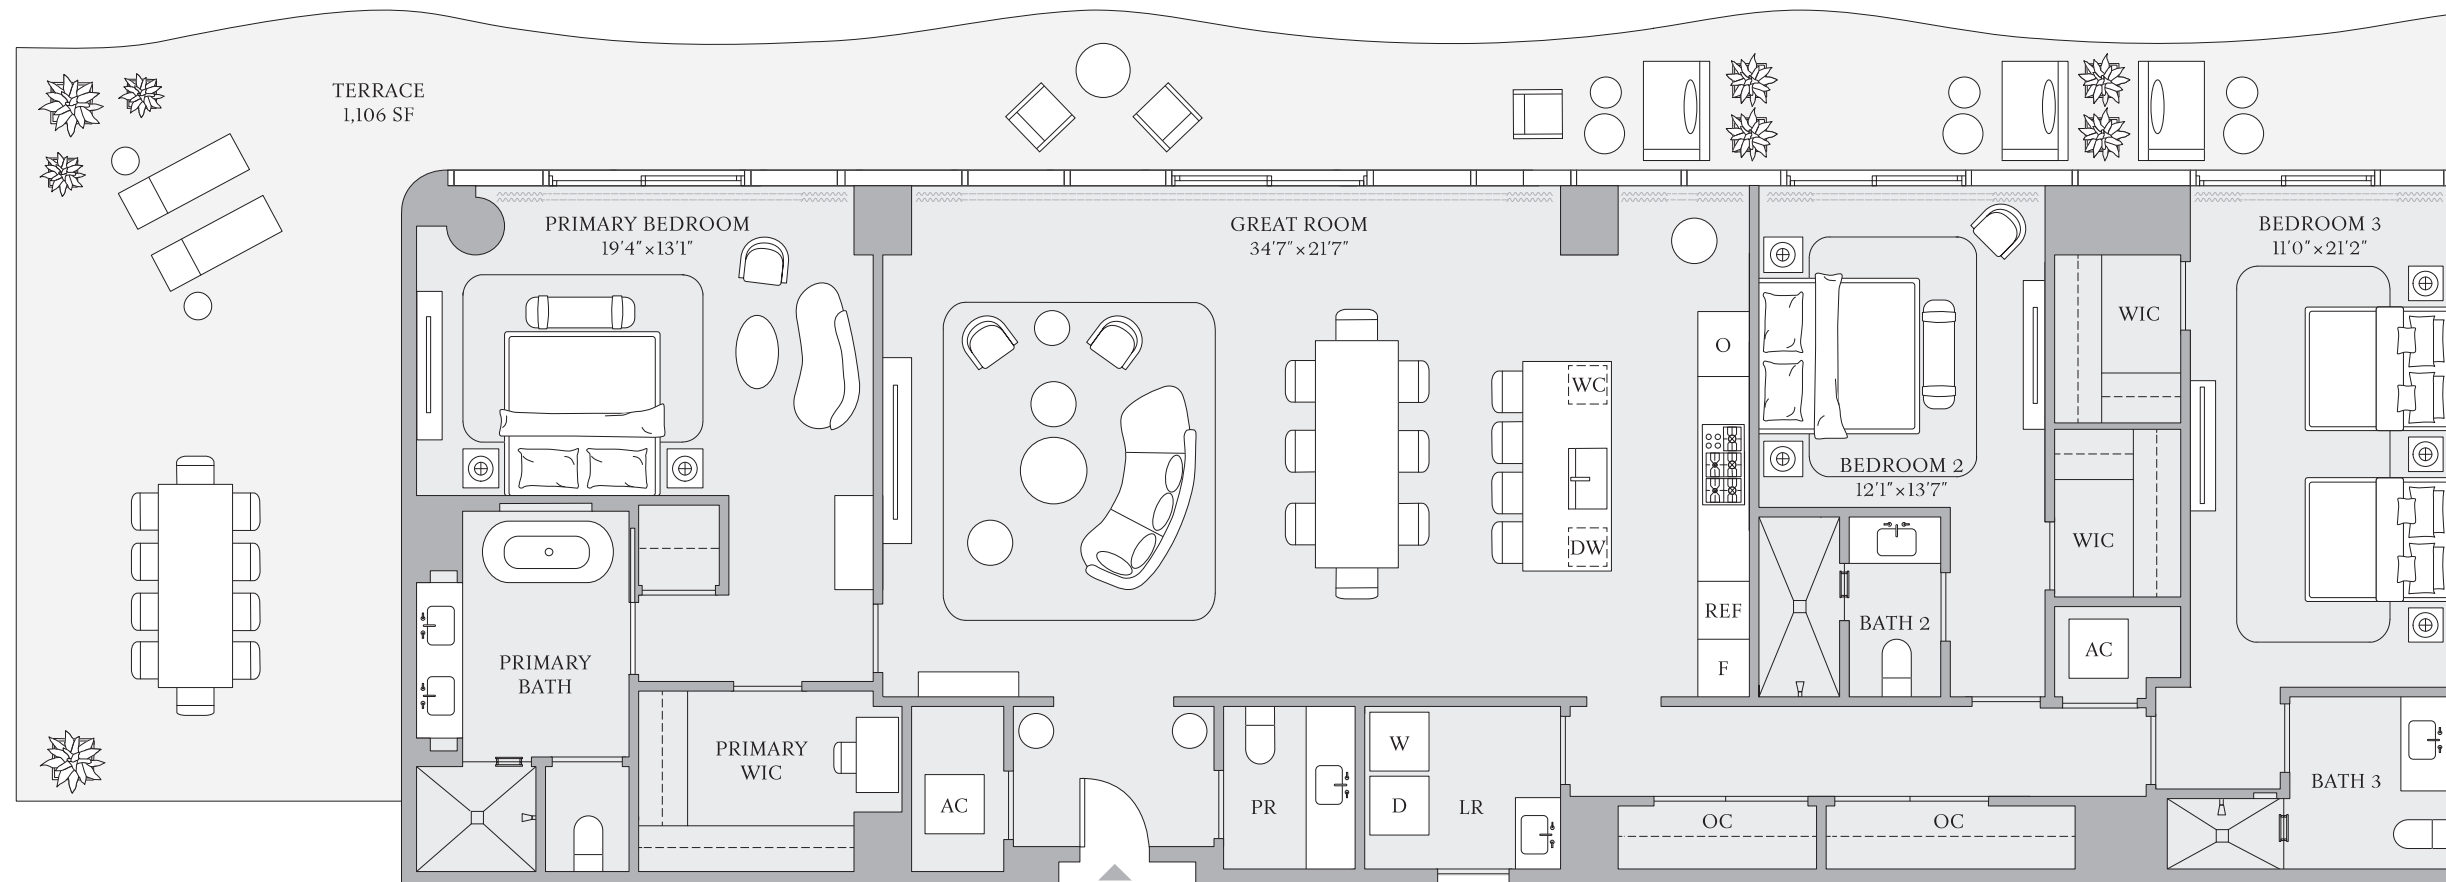 TERRACE
1,106 SF
PRIMARY BEDROOM
19'4"×13'1"
GREAT ROOM
34'7"×21'7"
BEDROOM 3
11'0"×21'2"
WIC
O
WC
BEDROOM 2
12'1"×13'7"
DW
WIC
REF
BATH 2
F
AC
PRIMARY
BATH
PRIMARY
WIC
AC
PR
W
D
LR
OC
OC
BATH 3